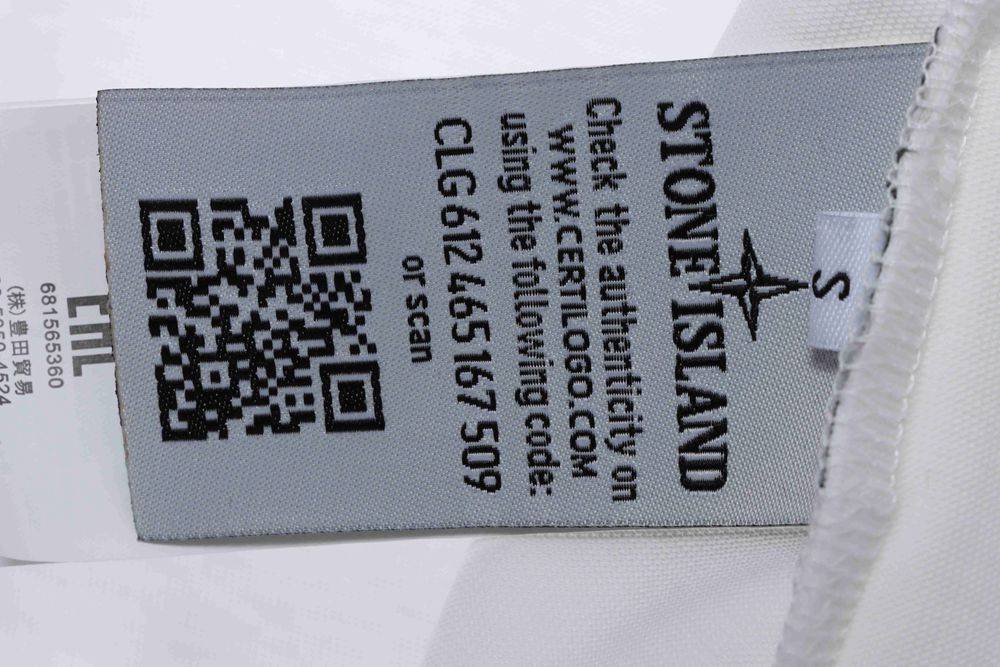 STONE ISLAND
Check the authenticity on
WWW.CERTILOGO.COM
using the following code:
CLG 612 465 167 509
or scan
S
EAC
681565360
(株)豊田貿易